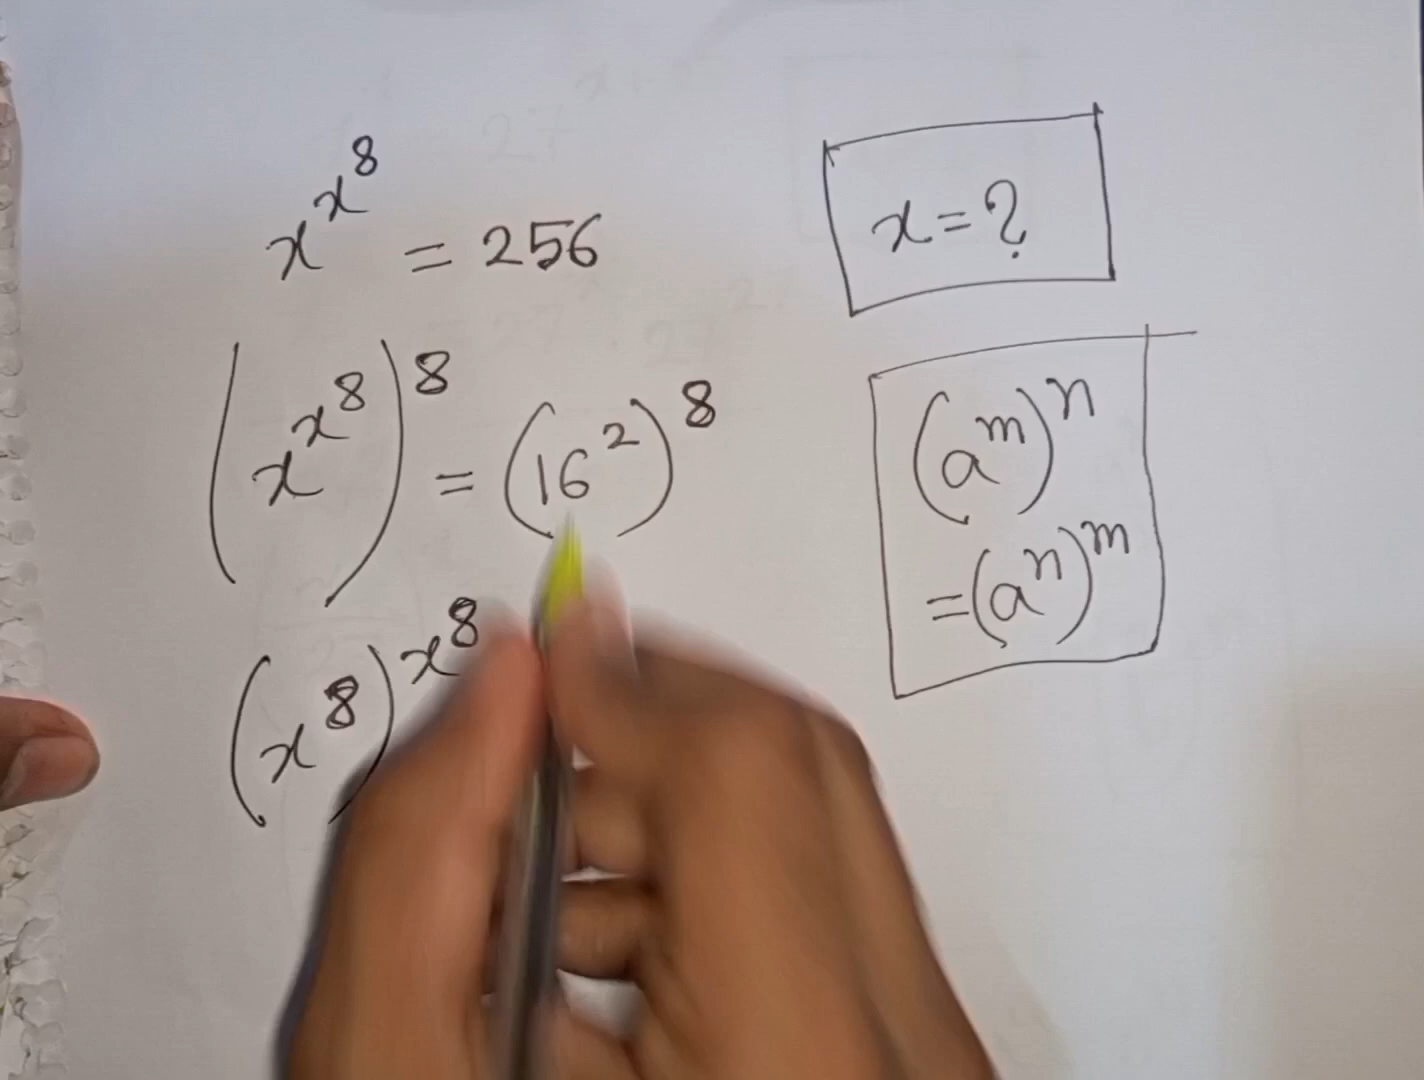 x^{x^8} = 256
x = ?
(x^{x^8})^8 = (16^2)^8
(x^8)^{x^8}
(a^m)^n
= (a^n)^m